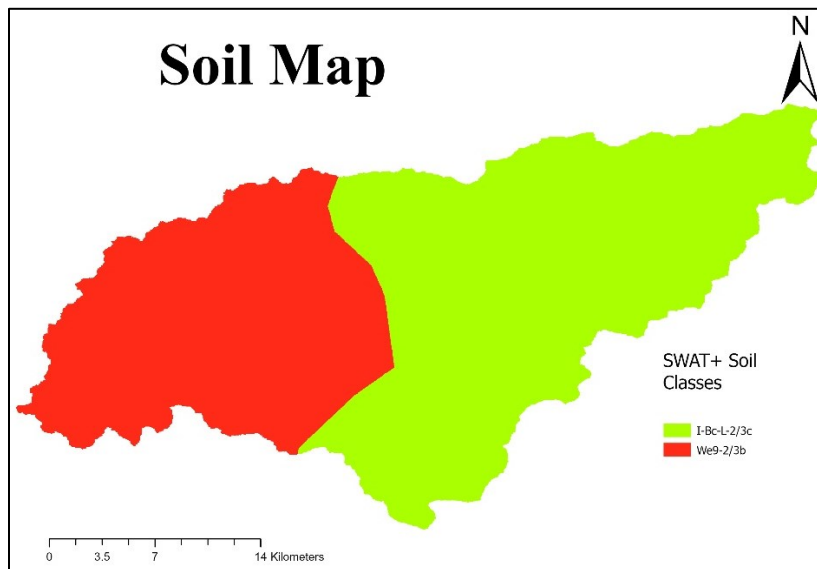 Soil Map
N
SWAT+ Soil
Classes
I-Bc-L-2/3c
We9-2/3b
0 3.5 7 14 Kilometers